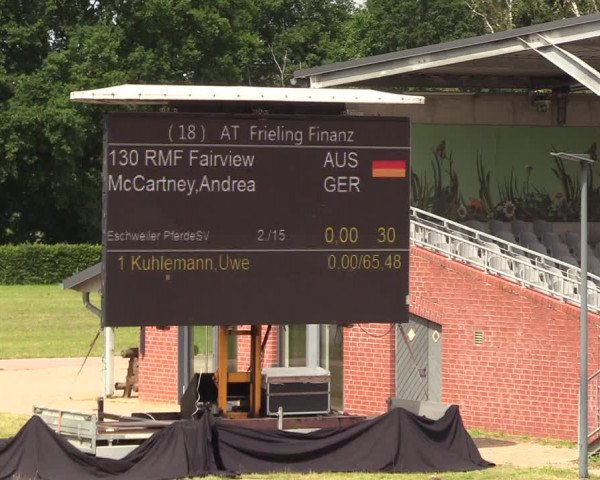 ( 18 ) AT Frieling Finanz
130 RMF Fairview AUS
McCartney,Andrea GER
Eschweiler PferdeSV 2./15 0,00 30
1 Kuhlemann,Uwe 0.00/65,48